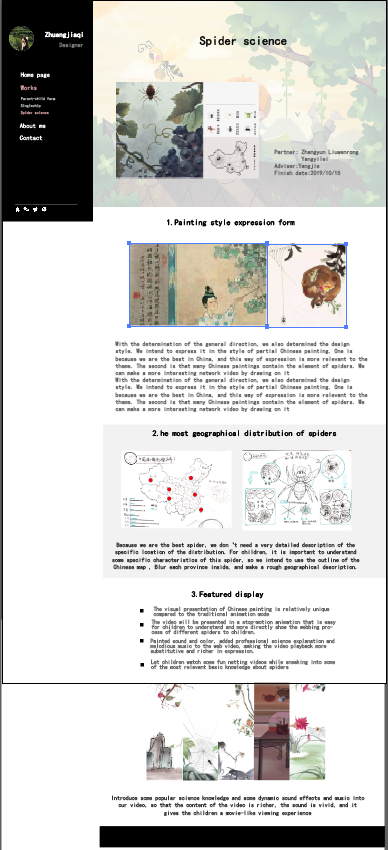 Zhuangjiaqi
Designer
Home page
Works
Parent-child farm
Singlechip
Spider science
About me
Contact
Spider science
Partner: Zhengyun Liuwenrong
Yangyilei
Adviser:Yangjie
Finish date:2019/10/15
1.Painting style expression form
With the determination of the general direction, we also determined the design
style. We intend to express it in the style of partial Chinese painting. One is
because we are the best in China, and this way of expression is more relevant to the
theme. The second is that many Chinese paintings contain the element of spiders. We
can make a more interesting network video by drawing on it
With the determination of the general direction, we also determined the design
style. We intend to express it in the style of partial Chinese painting. One is
because we are the best in China, and this way of expression is more relevant to the
theme. The second is that many Chinese paintings contain the element of spiders. We
can make a more interesting network video by drawing on it
2.he most geographical distribution of spiders
Because we are the best spider, we don 't need a very detailed description of the
specific location of the distribution. For children, it is important to understand
some specific characteristics of this spider, so we intend to use the outline of the
Chinese map , Blur each province inside, and make a rough geographical description.
3.Featured display
The visual presentation of Chinese painting is relatively unique
compared to the traditional animation mode
The video will be presented in a stop-motion animation that is easy
for children to understand and more directly show the webbing pro-
cess of different spiders to children.
Painted sound and color, added professional science explanation and
melodious music to the web video, making the video playback more
substantive and richer in expression.
Let children watch some fun netting videos while sneaking into some
of the most relevant basic knowledge about spiders
Introduce some popular science knowledge and some dynamic sound effects and music into
our video, so that the content of the video is richer, the sound is vivid, and it
gives the children a movie-like viewing experience